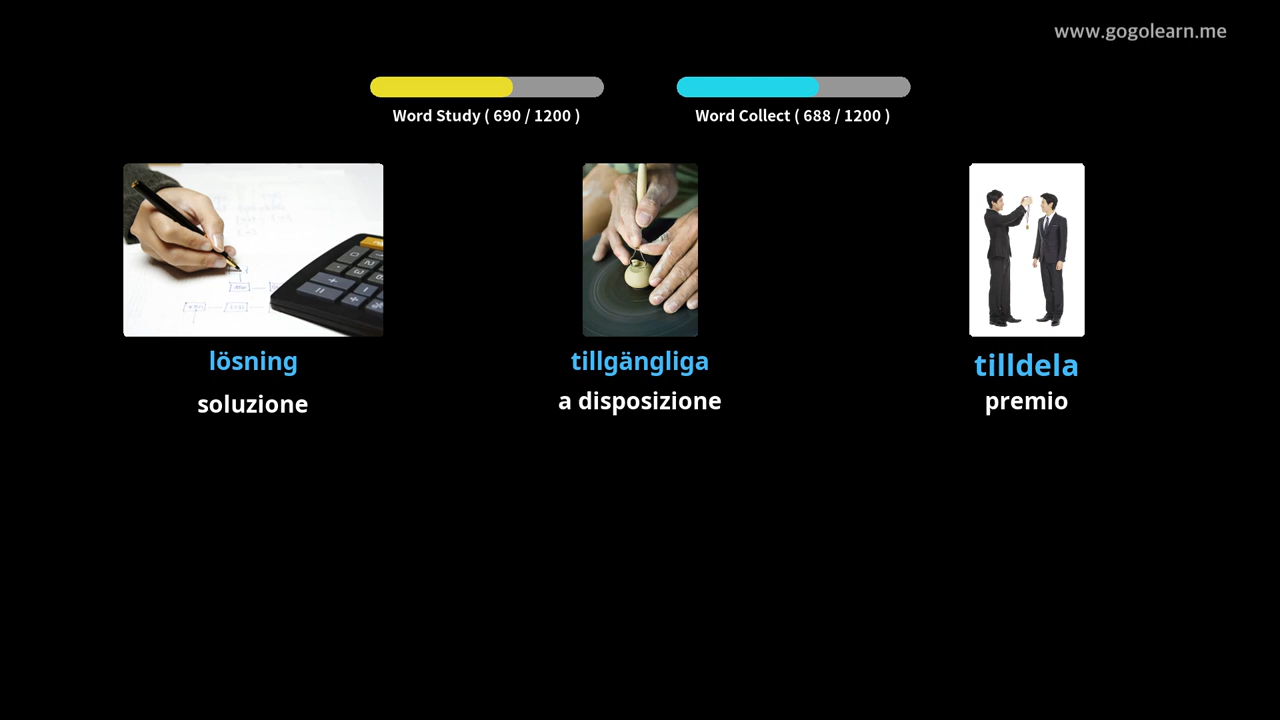 www.gogolearn.me
Word Study ( 690 / 1200 )
Word Collect ( 688 / 1200 )
lösning
soluzione
tillgängliga
a disposizione
tilldela
premio